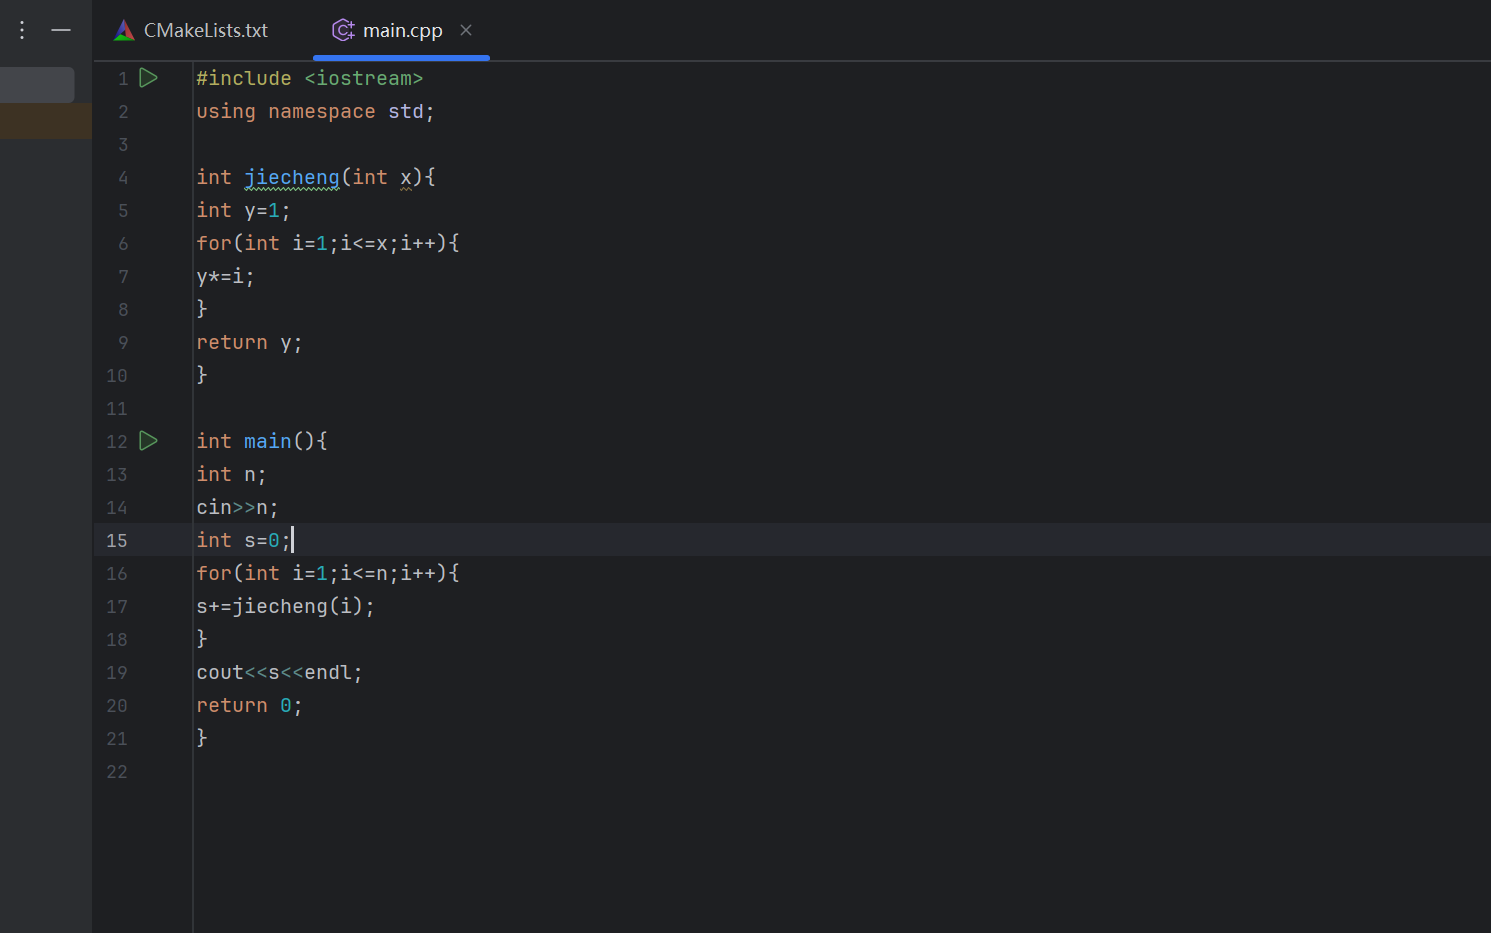 CMakeLists.txt main.cpp
1 #include <iostream>
2 using namespace std;
3
4 int jiecheng(int x){
5 int y=1;
6 for(int i=1;i<=x;i++){
7 y*=i;
8 }
9 return y;
10 }
11
12 int main(){
13 int n;
14 cin>>n;
15 int s=0;
16 for(int i=1;i<=n;i++){
17 s+=jiecheng(i);
18 }
19 cout<<s<<endl;
20 return 0;
21 }
22